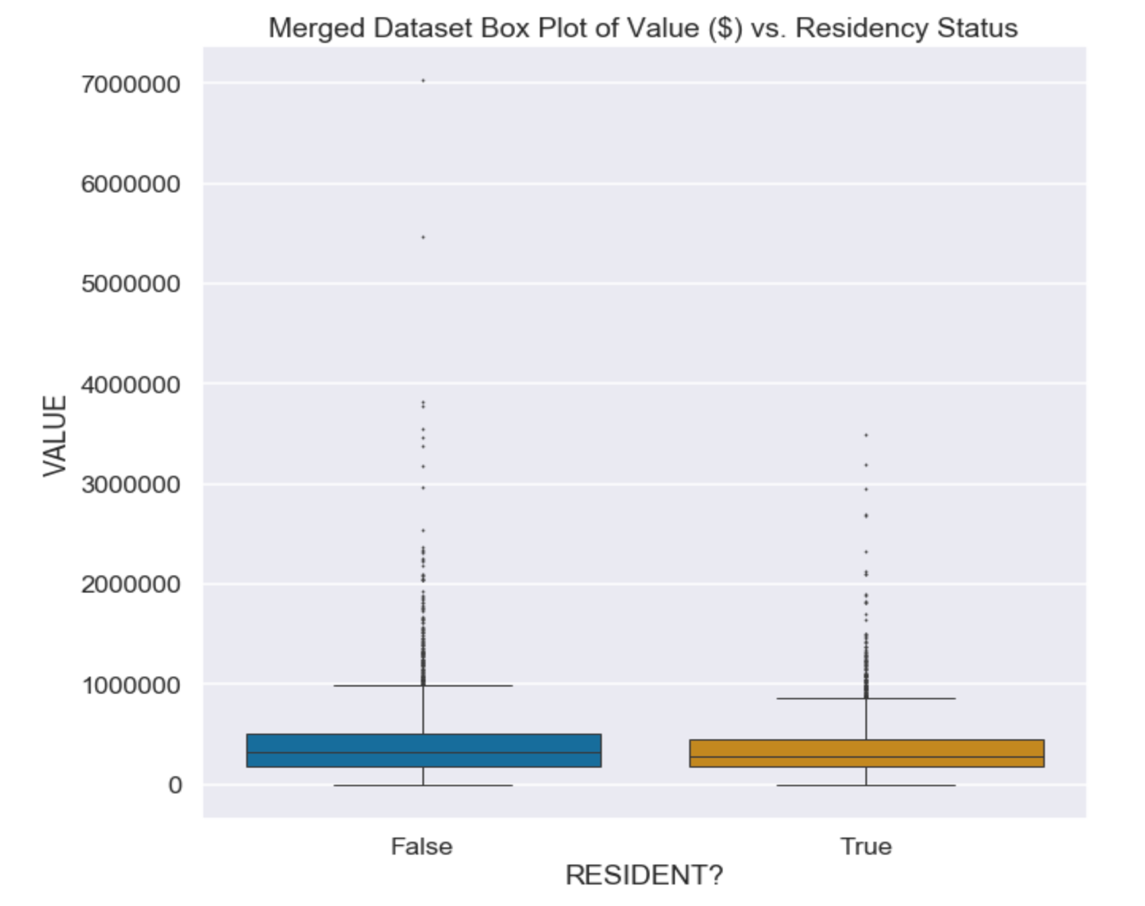 Merged Dataset Box Plot of Value ($) vs. Residency Status
7000000
6000000
5000000
4000000
3000000
2000000
1000000
0
VALUE
False True
RESIDENT?